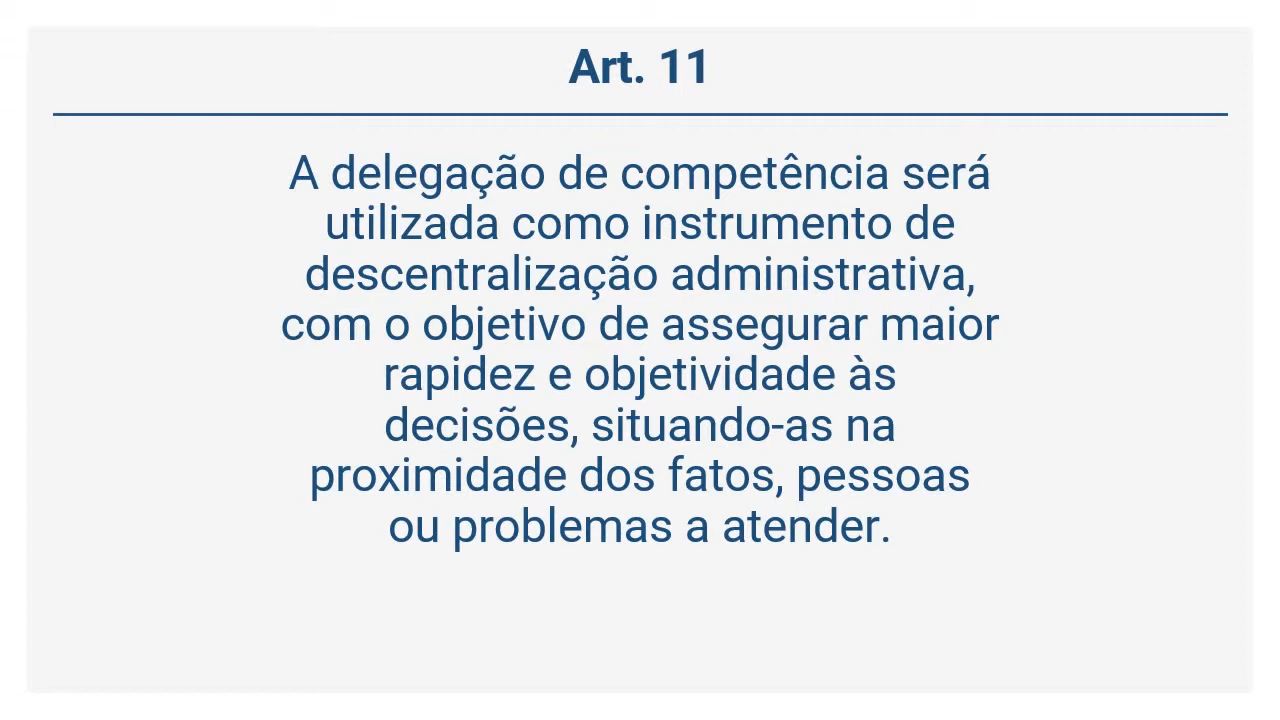 Art. 11
A delegação de competência será
utilizada como instrumento de
descentralização administrativa,
com o objetivo de assegurar maior
rapidez e objetividade às
decisões, situando-as na
proximidade dos fatos, pessoas
ou problemas a atender.